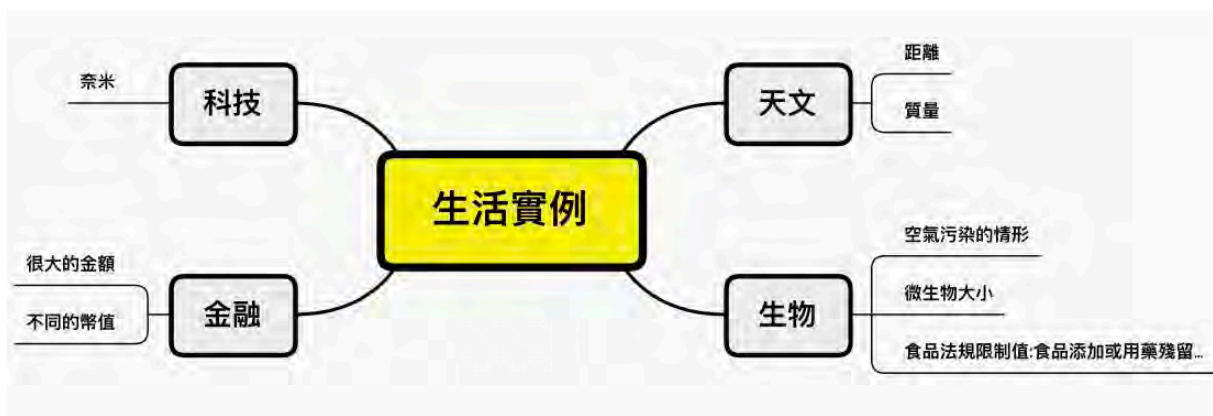 奈米
科技
天文
距離
質量
生活實例
很大的金額
不同的幣值
金融
生物
空氣污染的情形
微生物大小
食品法規限制值:食品添加或用藥殘留...